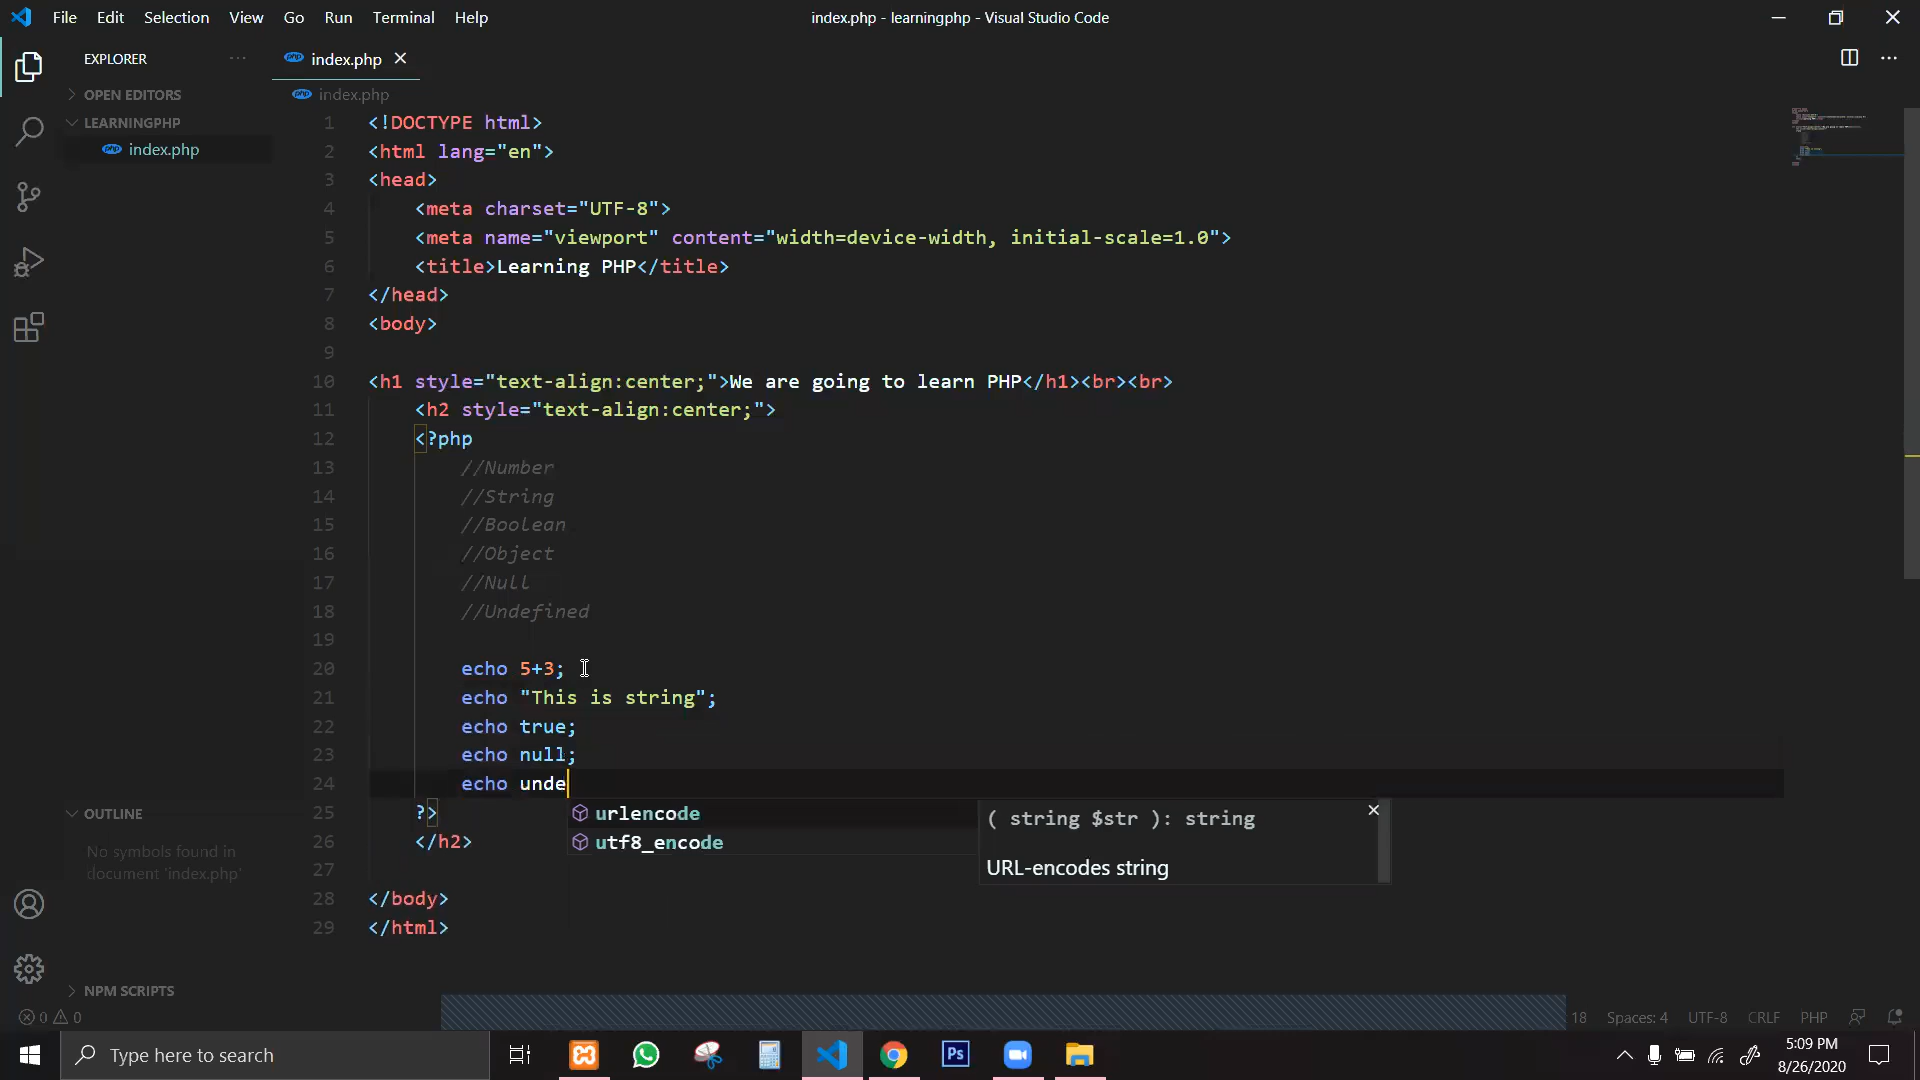 File Edit Selection View Go Run Terminal Help
index.php - learningphp - Visual Studio Code
EXPLORER
OPEN EDITORS
LEARNINGPHP
php index.php
php index.php
php index.php
1 <!DOCTYPE html>
2 <html lang="en">
3 <head>
4 <meta charset="UTF-8">
5 <meta name="viewport" content="width=device-width, initial-scale=1.0">
6 <title>Learning PHP</title>
7 </head>
8 <body>
9
10 <h1 style="text-align:center;">We are going to learn PHP</h1><br><br>
11 <h2 style="text-align:center;">
12 <?php
13 //Number
14 //String
15 //Boolean
16 //Object
17 //Null
18 //Undefined
19
20 echo 5+3;
21 echo "This is string";
22 echo true;
23 echo null;
24 echo unde
25 ?>
26 </h2>
27
28 </body>
29 </html>
urlencode
utf8_encode
( string $str ): string
URL-encodes string
OUTLINE
No symbols found in
document 'index.php'
NPM SCRIPTS
0 0
18 Spaces: 4 UTF-8 CRLF PHP
Type here to search
Ps
5:09 PM
8/26/2020